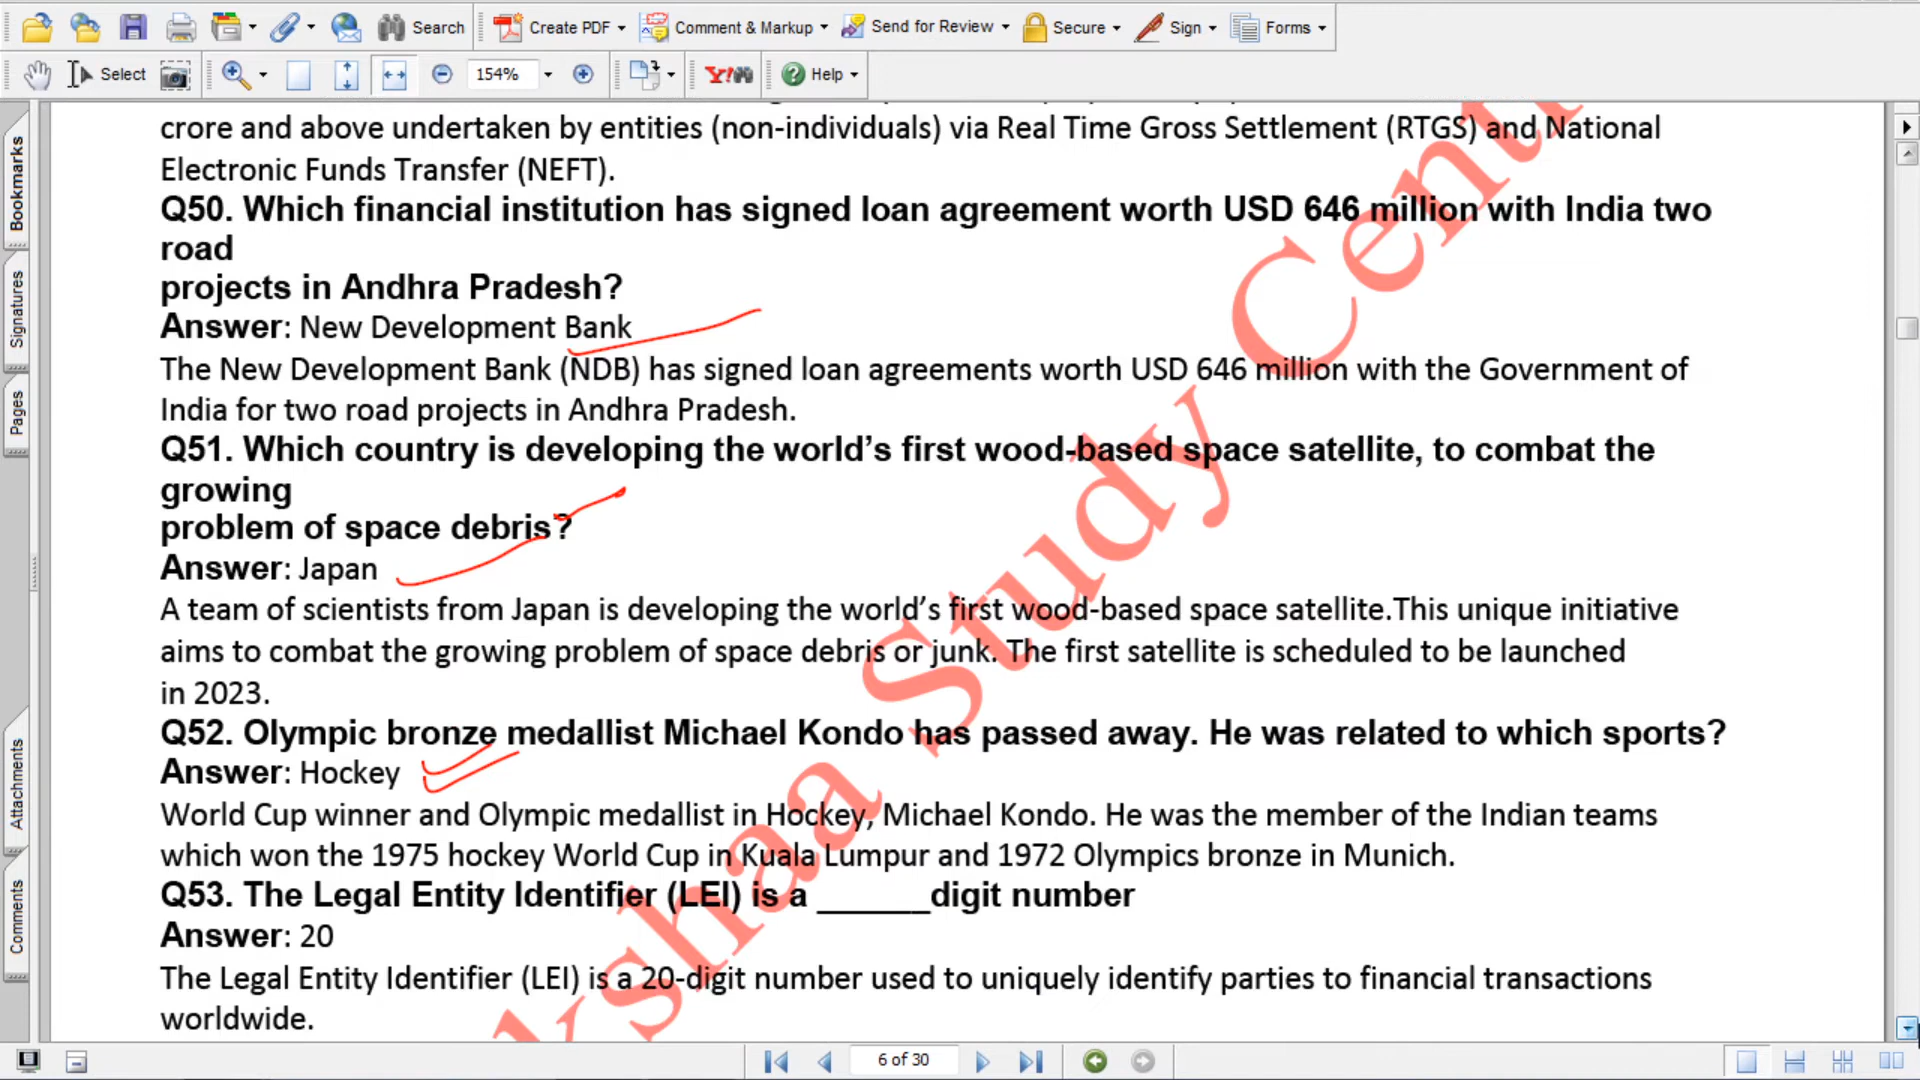 Search
Create PDF
Comment & Markup
Send for Review
Secure
Sign
Forms
Select
154%
Y!
Help
Bookmarks
Signatures
Pages
Attachments
Comments
crore and above undertaken by entities (non-individuals) via Real Time Gross Settlement (RTGS) and National
Electronic Funds Transfer (NEFT).
Q50. Which financial institution has signed loan agreement worth USD 646 million with India two
road
projects in Andhra Pradesh?
Answer: New Development Bank
The New Development Bank (NDB) has signed loan agreements worth USD 646 million with the Government of
India for two road projects in Andhra Pradesh.
Q51. Which country is developing the world’s first wood-based space satellite, to combat the
growing
problem of space debris?
Answer: Japan
A team of scientists from Japan is developing the world’s first wood-based space satellite.This unique initiative
aims to combat the growing problem of space debris or junk. The first satellite is scheduled to be launched
in 2023.
Q52. Olympic bronze medallist Michael Kondo has passed away. He was related to which sports?
Answer: Hockey
World Cup winner and Olympic medallist in Hockey, Michael Kondo. He was the member of the Indian teams
which won the 1975 hockey World Cup in Kuala Lumpur and 1972 Olympics bronze in Munich.
Q53. The Legal Entity Identifier (LEI) is a ______digit number
Answer: 20
The Legal Entity Identifier (LEI) is a 20-digit number used to uniquely identify parties to financial transactions
worldwide.
kshaa Study Cent
6 of 30